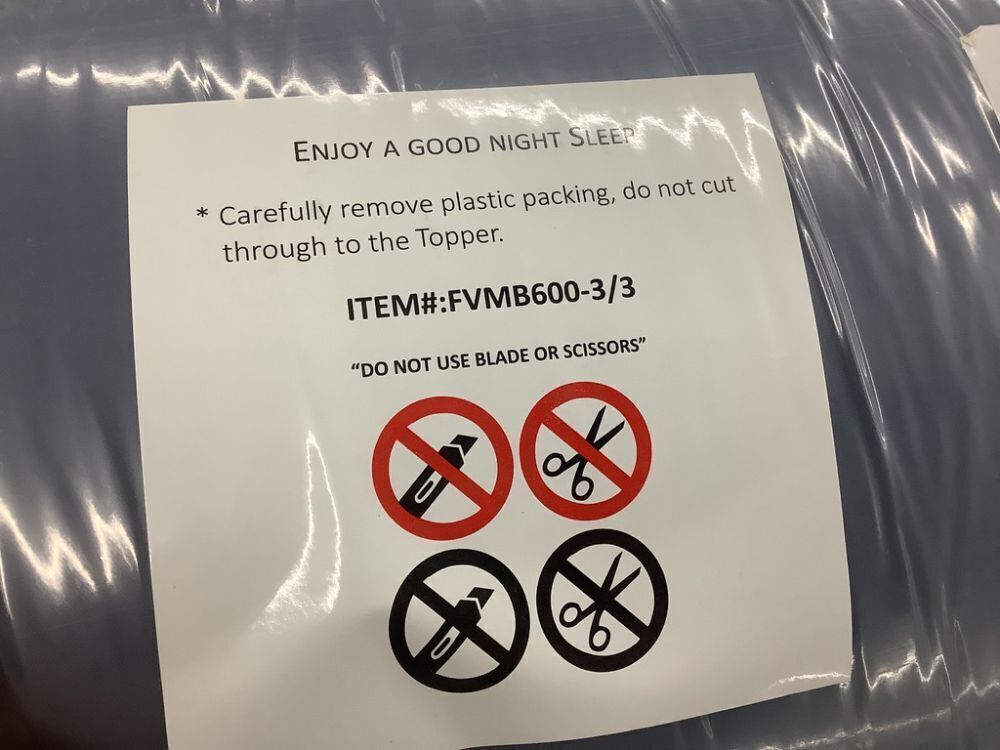 ENJOY A GOOD NIGHT SLEEP
* Carefully remove plastic packing, do not cut
through to the Topper.
ITEM#:FVMB600-3/3
“DO NOT USE BLADE OR SCISSORS”